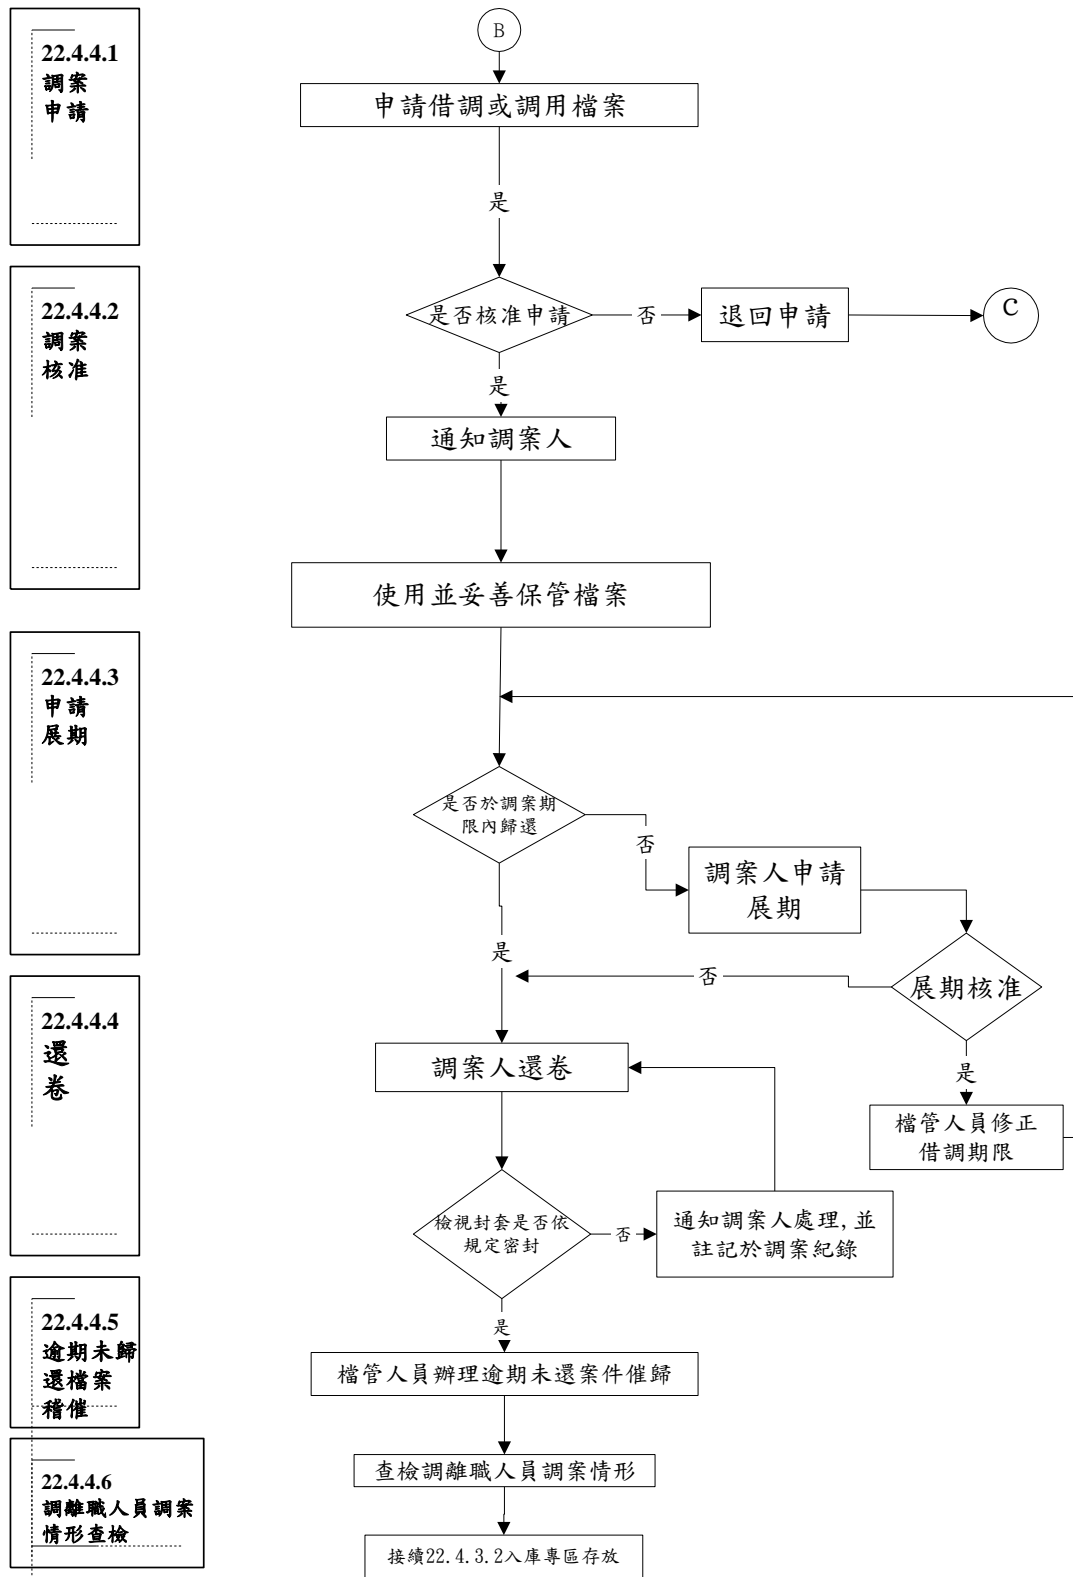 22.4.4.1
調案
申請
B
申請借調或調用檔案
是
22.4.4.2
調案
核准
是否核准申請
否
退回申請
C
是
通知調案人
使用並妥善保管檔案
22.4.4.3
申請
展期
是否於調案期
限內歸還
否
調案人申請
展期
是
否
展期核准
22.4.4.4
還
卷
調案人還卷
是
檔管人員修正
借調期限
檢視封套是否依
規定密封
否
通知調案人處理,並
註記於調案紀錄
是
22.4.4.5
逾期未歸
還檔案
稽催
檔管人員辦理逾期未還案件催歸
22.4.4.6
調離職人員調案
情形查檢
查檢調離職人員調案情形
接續22.4.3.2入庫專區存放